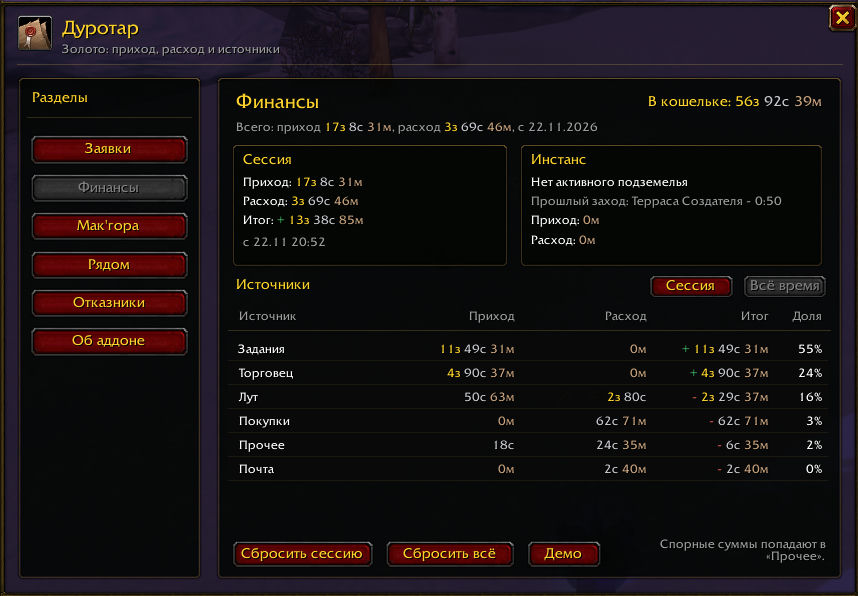 Дуротар
Золото: приход, расход и источники
Разделы
Заявки
Финансы
Мак'гора
Рядом
Отказники
Об аддоне
Финансы
В кошельке: 56з 92с 39м
Всего: приход 17з 8с 31м, расход 3з 69с 46м, с 22.11.2026
Сессия
Приход: 17з 8с 31м
Расход: 3з 69с 46м
Итог: + 13з 38с 85м
с 22.11 20:52
Инстанс
Нет активного подземелья
Прошлый заход: Терраса Создателя - 0:50
Приход: 0м
Расход: 0м
Источники
Сессия
Всё время
Источник Приход Расход Итог Доля
Задания 11з 49с 31м 0м + 11з 49с 31м 55%
Торговец 4з 90с 37м 0м + 4з 90с 37м 24%
Лут 50с 63м 2з 80с - 2з 29с 37м 16%
Покупки 0м 62с 71м - 62с 71м 3%
Прочее 18с 24с 35м - 6с 35м 2%
Почта 0м 2с 40м - 2с 40м 0%
Сбросить сессию
Сбросить всё
Демо
Спорные суммы попадают в
«Прочее».